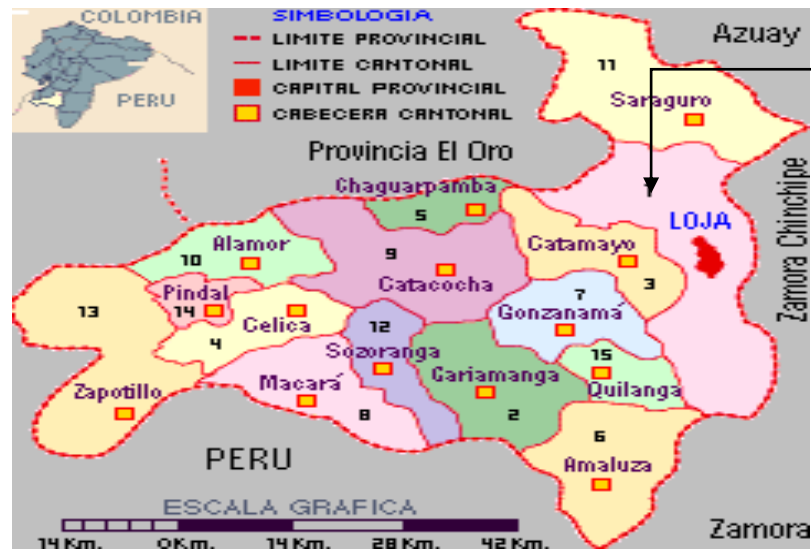 COLOMBIA
PERU
SIMBOLOGIA
LIMITE PROVINCIAL
LIMITE CANTONAL
CAPITAL PROVINCIAL
CABECERA CANTONAL
Azuay
11
Saraguro
Provincia El Oro
Zamora Chinchipe
Chaguarpamba
5
LOJA
Alamor
10
9
Catacocha
Catamayo
3
Pindal
14
13
Celica
4
7
Gonzanamá
12
Sozoranga
15
Quilanga
Zapotillo
Macará
8
Cariamanga
2
6
Amaluza
PERU
ESCALA GRAFICA
14 Km. 0Km. 14 Km. 28 Km. 42 Km.
Zamora